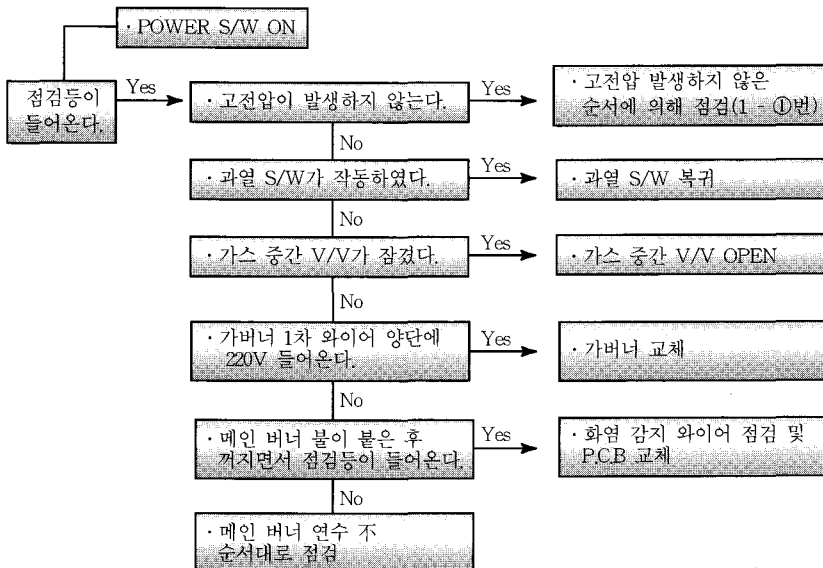 · POWER S/W ON
점검등이
들어온다.
Yes
· 고전압이 발생하지 않는다.
Yes
· 고전압 발생하지 않은
순서에 의해 점검(1 - ①번)
No
· 과열 S/W가 작동하였다.
Yes
· 과열 S/W 복귀
No
· 가스 중간 V/V가 잠겼다.
Yes
· 가스 중간 V/V OPEN
No
· 가버너 1차 와이어 양단에
220V 들어온다.
Yes
· 가버너 교체
No
· 메인 버너 불이 붙은 후
꺼지면서 점검등이 들어온다.
Yes
· 화염 감지 와이어 점검 및
P.C.B 교체
No
· 메인 버너 연수 不
순서대로 점검